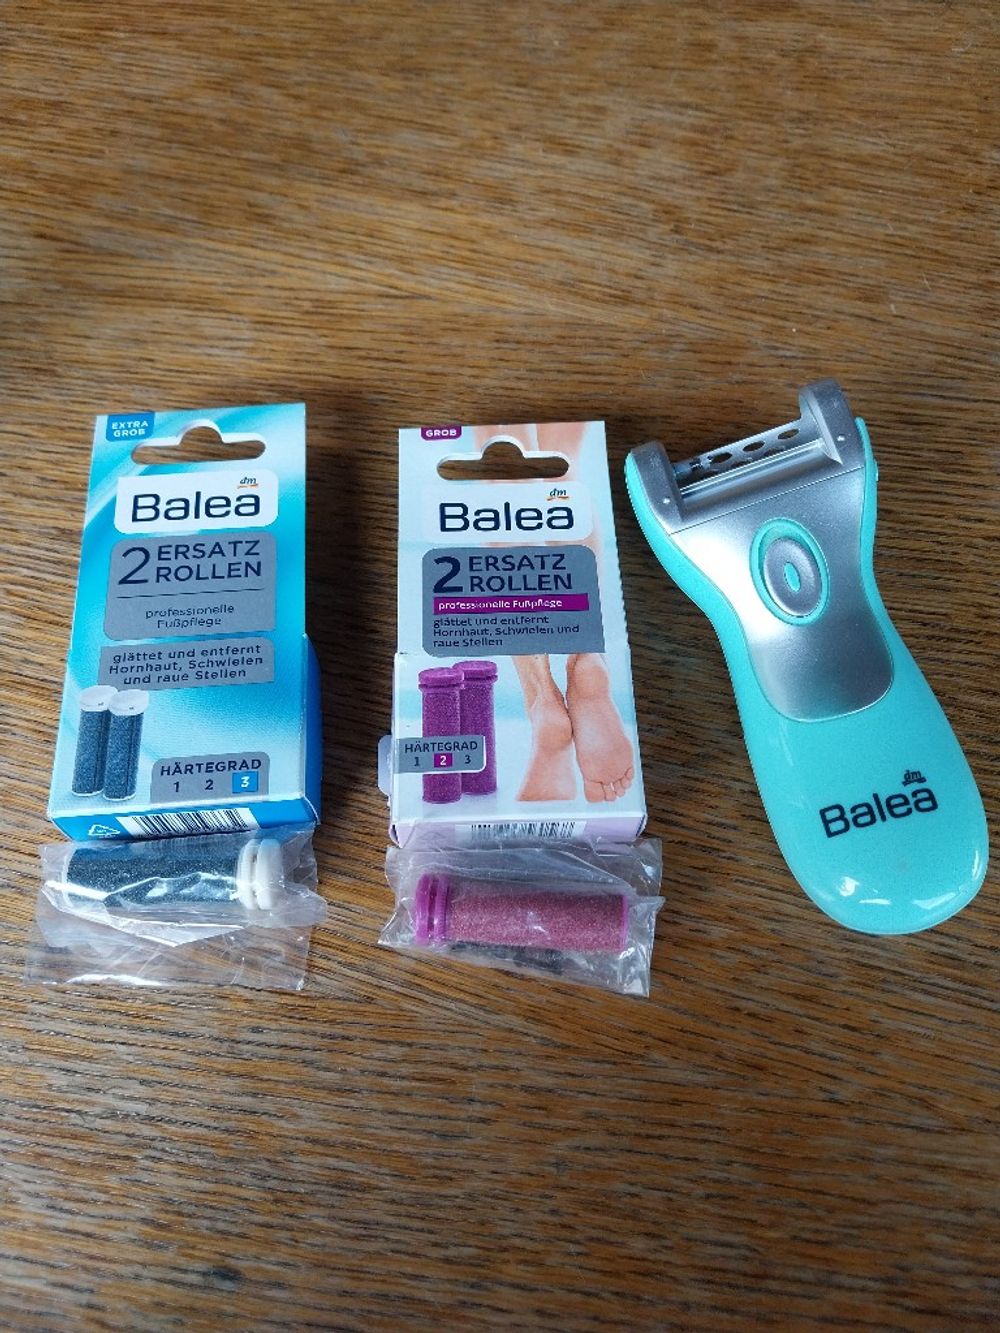 EXTRA
GROB
dm
Balea
2 ERSATZ
ROLLEN
professionelle
Fußpflege
glättet und entfernt
Hornhaut, Schwielen
und raue Stellen
HÄRTEGRAD
1 2 3
GROB
dm
Balea
2 ERSATZ
ROLLEN
professionelle Fußpflege
glättet und entfernt
Hornhaut, Schwielen und
raue Stellen
HÄRTEGRAD
1 2 3
dm
Balea